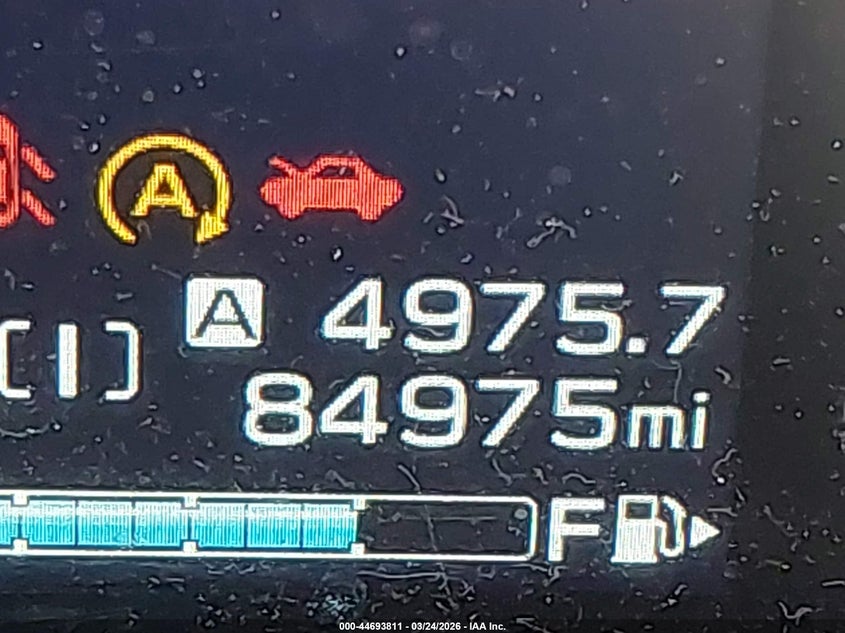 A
A 4975.7
[I] 84975mi
F
000-44693811 - 03/24/2026 - IAA Inc.